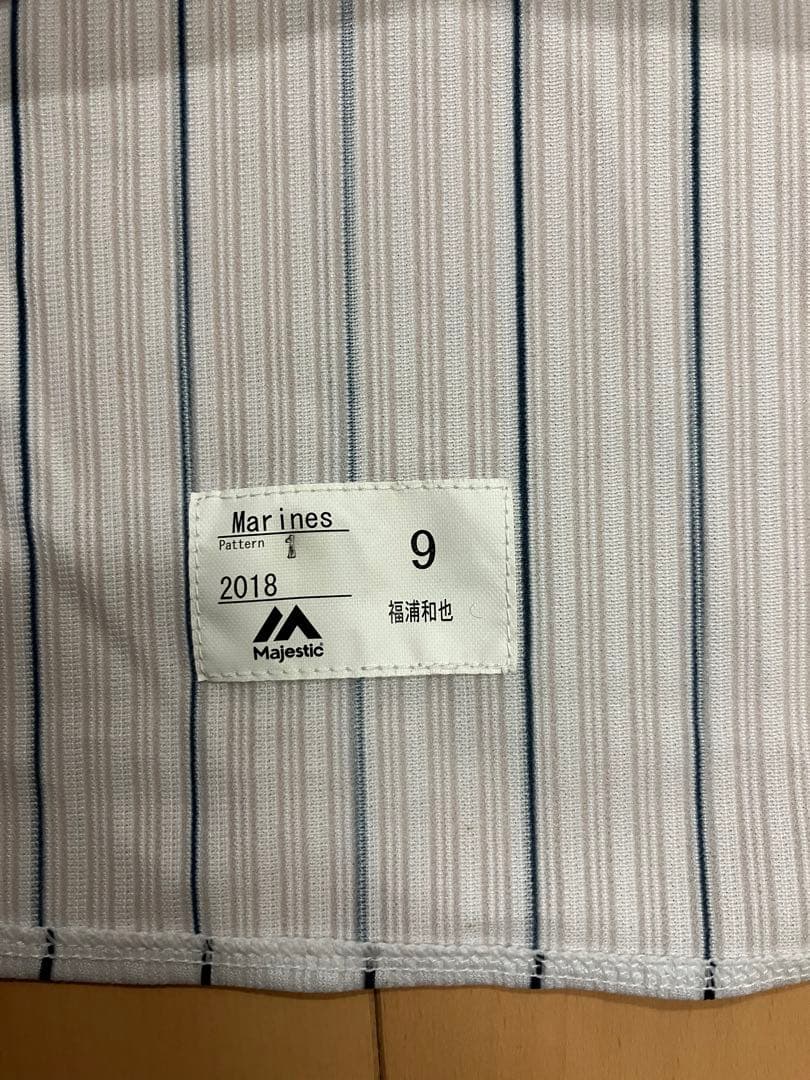 Marines
Pattern 1
2018
Majestic
9
福浦和也